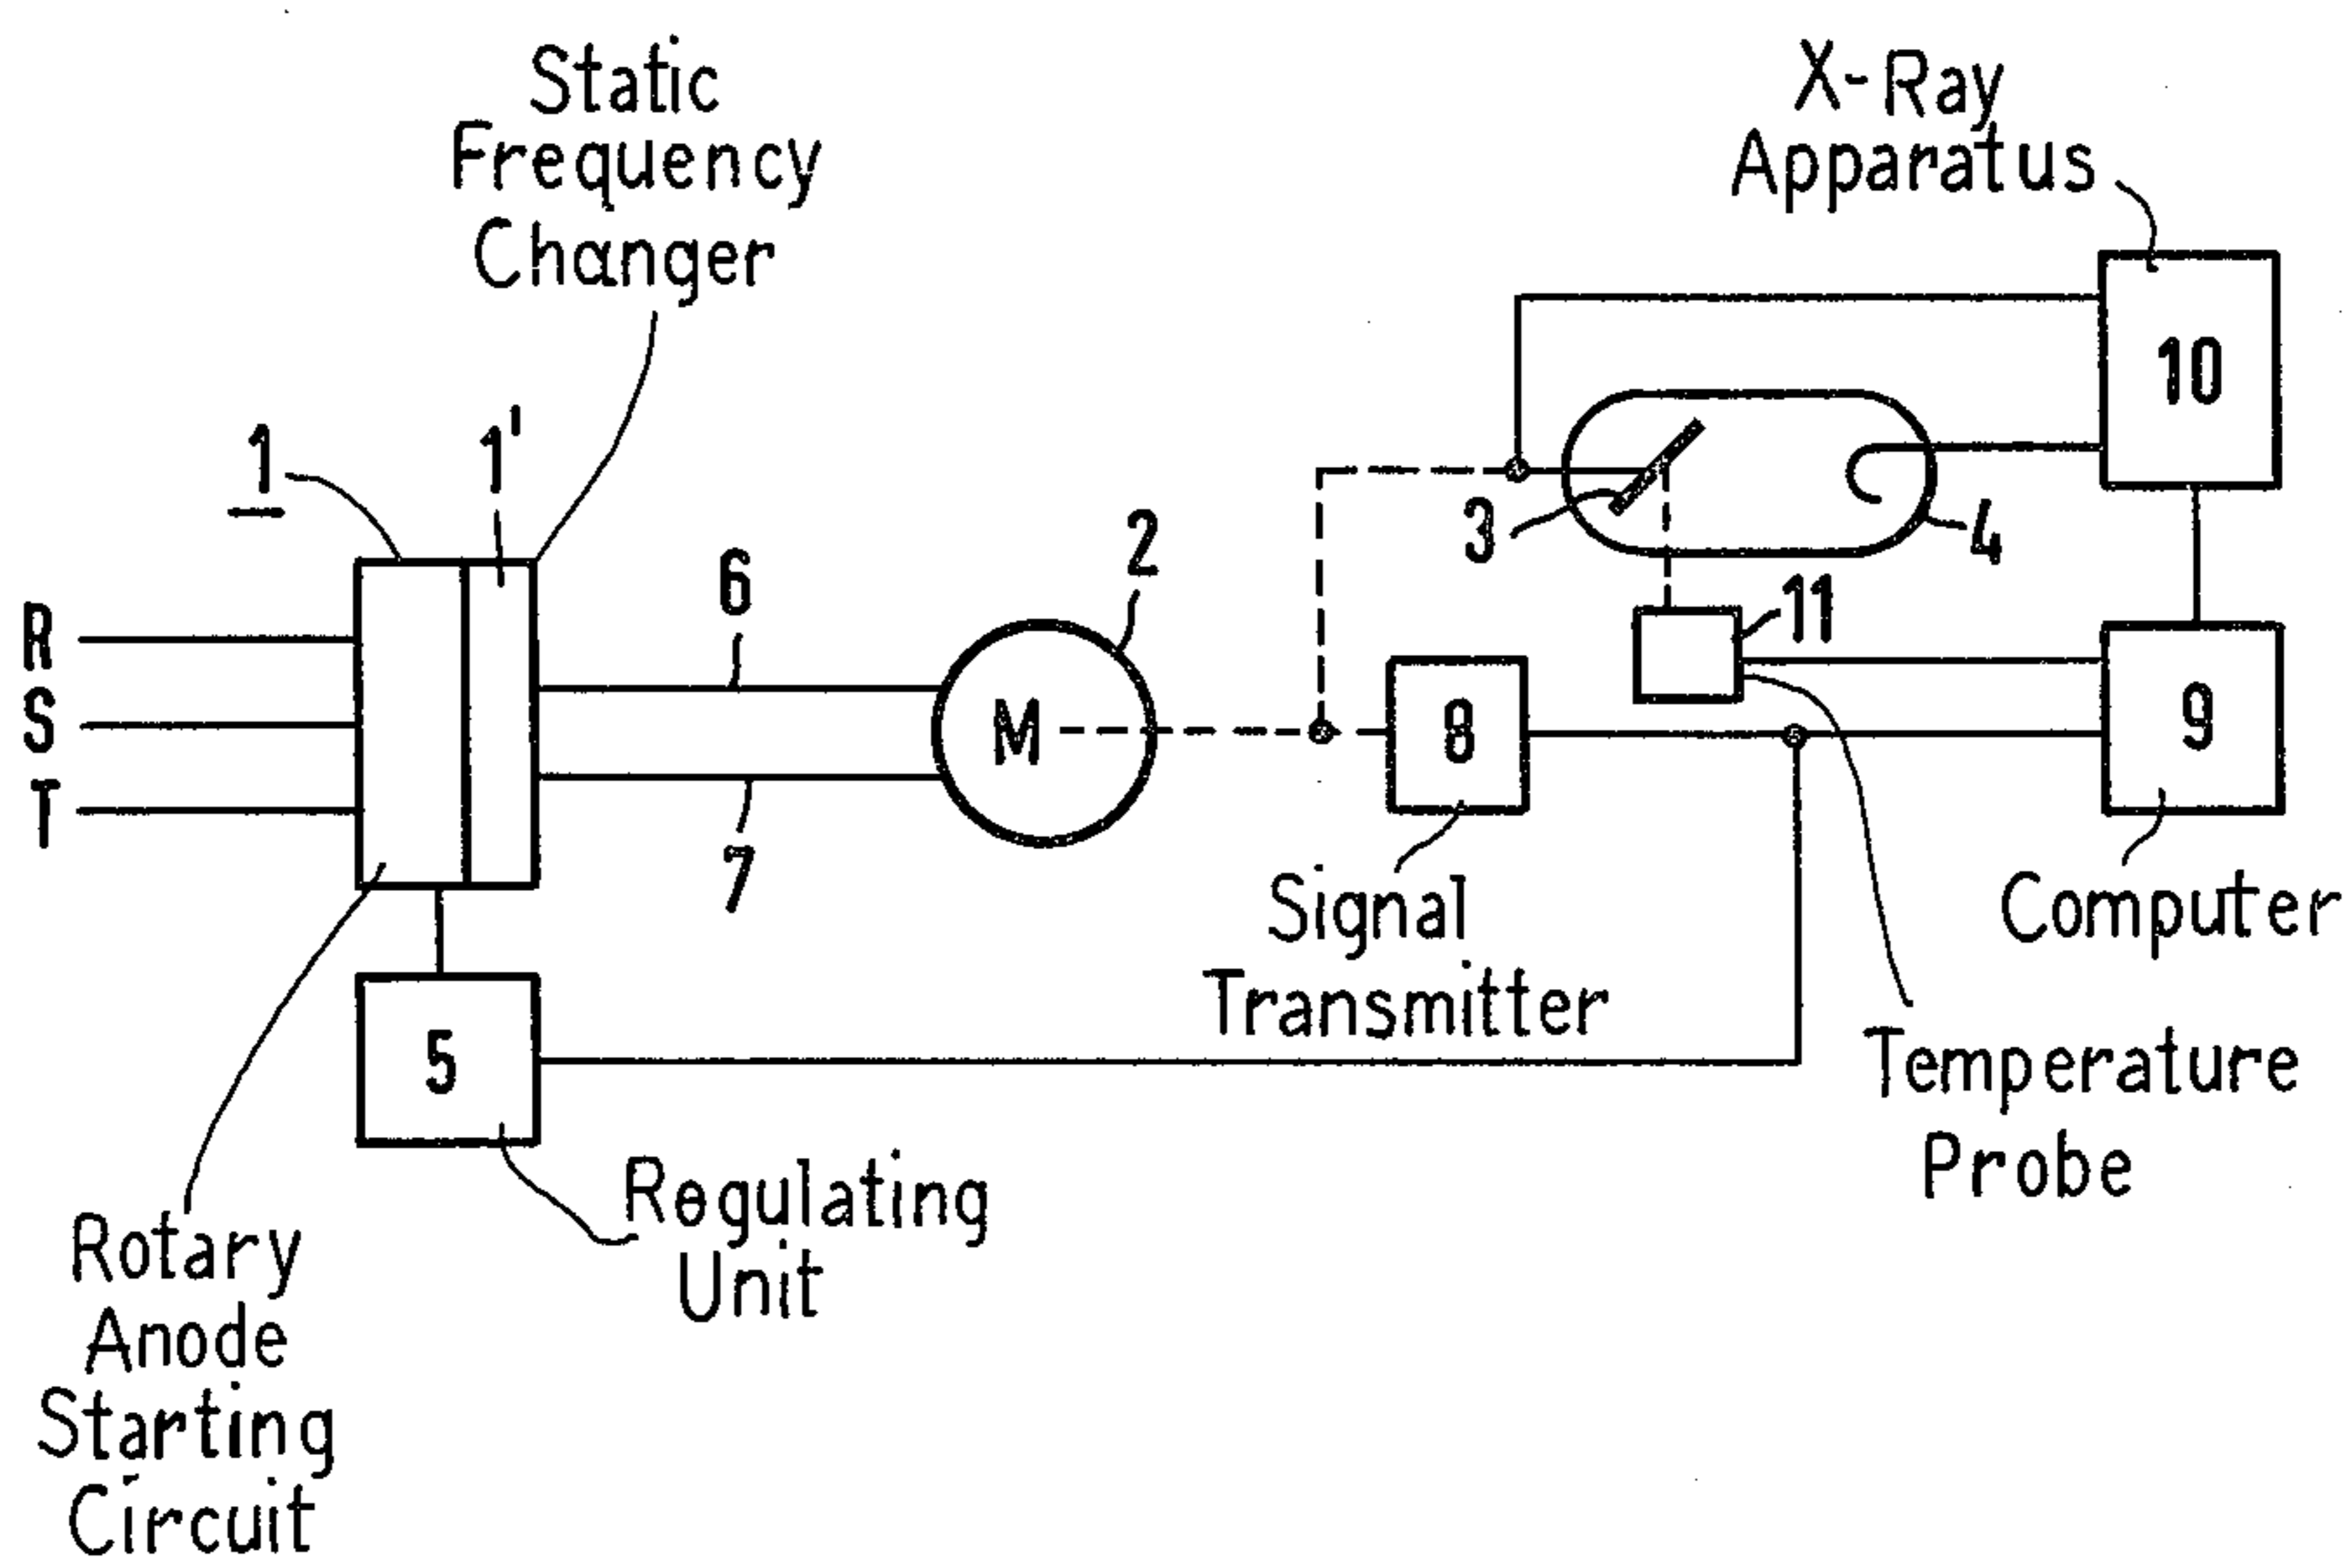 Static
Frequency
Changer
X-Ray
Apparatus
1
1'
10
6
2
3
4
11
R
S
T
M
8
9
7
Signal
Transmitter
Computer
5
Temperature
Probe
Regulating
Unit
Rotary
Anode
Starting
Circuit